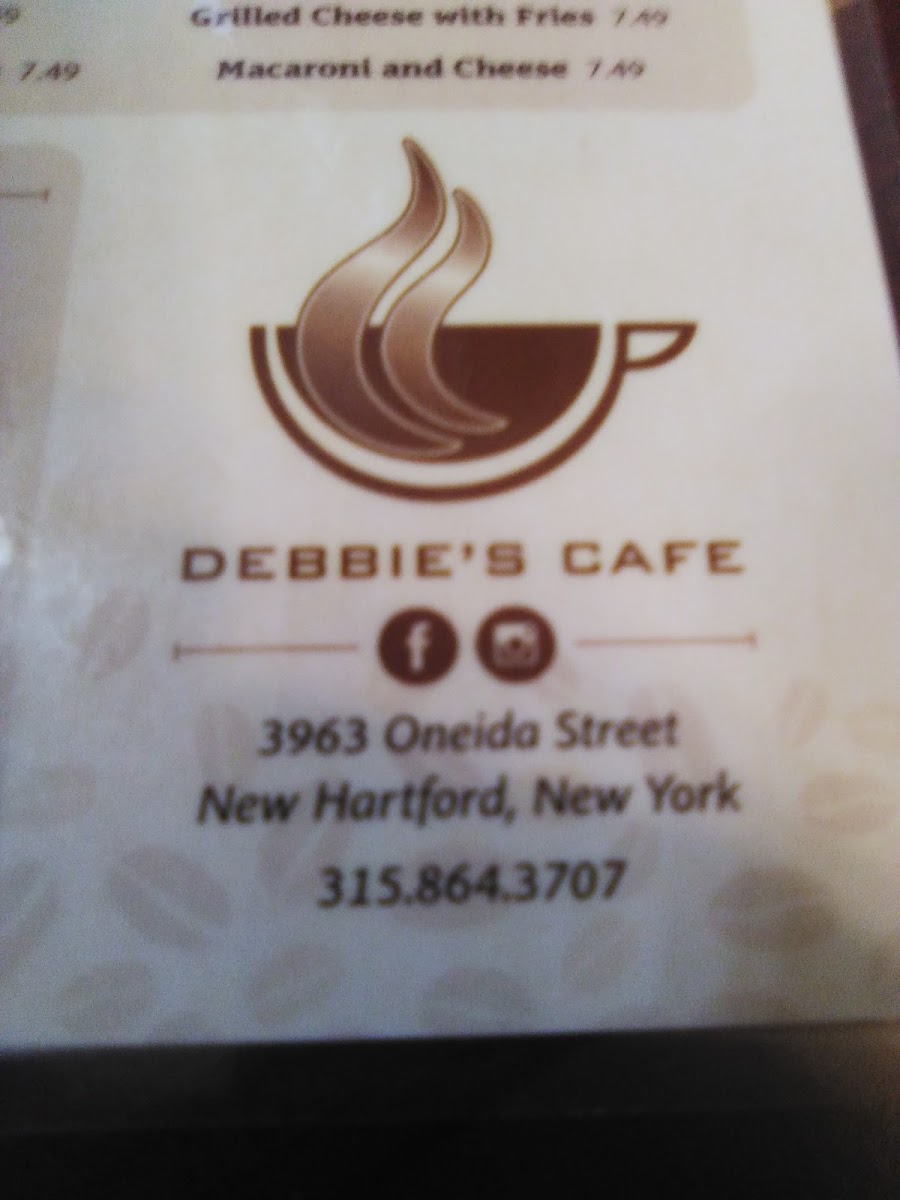 Grilled Cheese with Fries 7.49
7.49
Macaroni and Cheese 7.49
DEBBIE'S CAFE
3963 Oneida Street
New Hartford, New York
315.864.3707